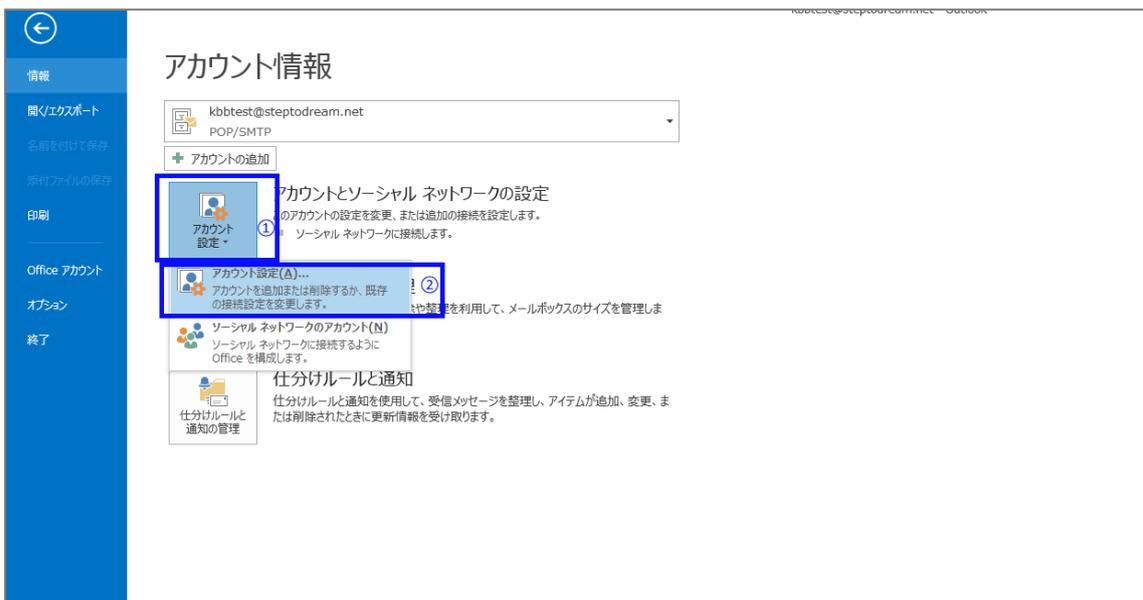 アカウント情報
情報
開く/エクスポート
名前を付けて保存
添付ファイルの保存
印刷
Office アカウント
オプション
終了
kbbtest@steptodream.net
POP/SMTP
アカウントの追加
アカウント
設定
①
アカウントとソーシャル ネットワークの設定
このアカウントの設定を変更、または追加の接続を設定します。
ソーシャル ネットワークに接続します。
アカウント設定(A)...
アカウントを追加または削除するか、既存
の接続設定を変更します。
②
や整理を利用して、メールボックスのサイズを管理しま
ソーシャル ネットワークのアカウント(N)
ソーシャル ネットワークに接続するように
Office を構成します。
仕分けルールと
通知の管理
仕分けルールと通知
仕分けルールと通知を使用して、受信メッセージを整理し、アイテムが追加、変更、ま
たは削除されたときに更新情報を受け取ります。